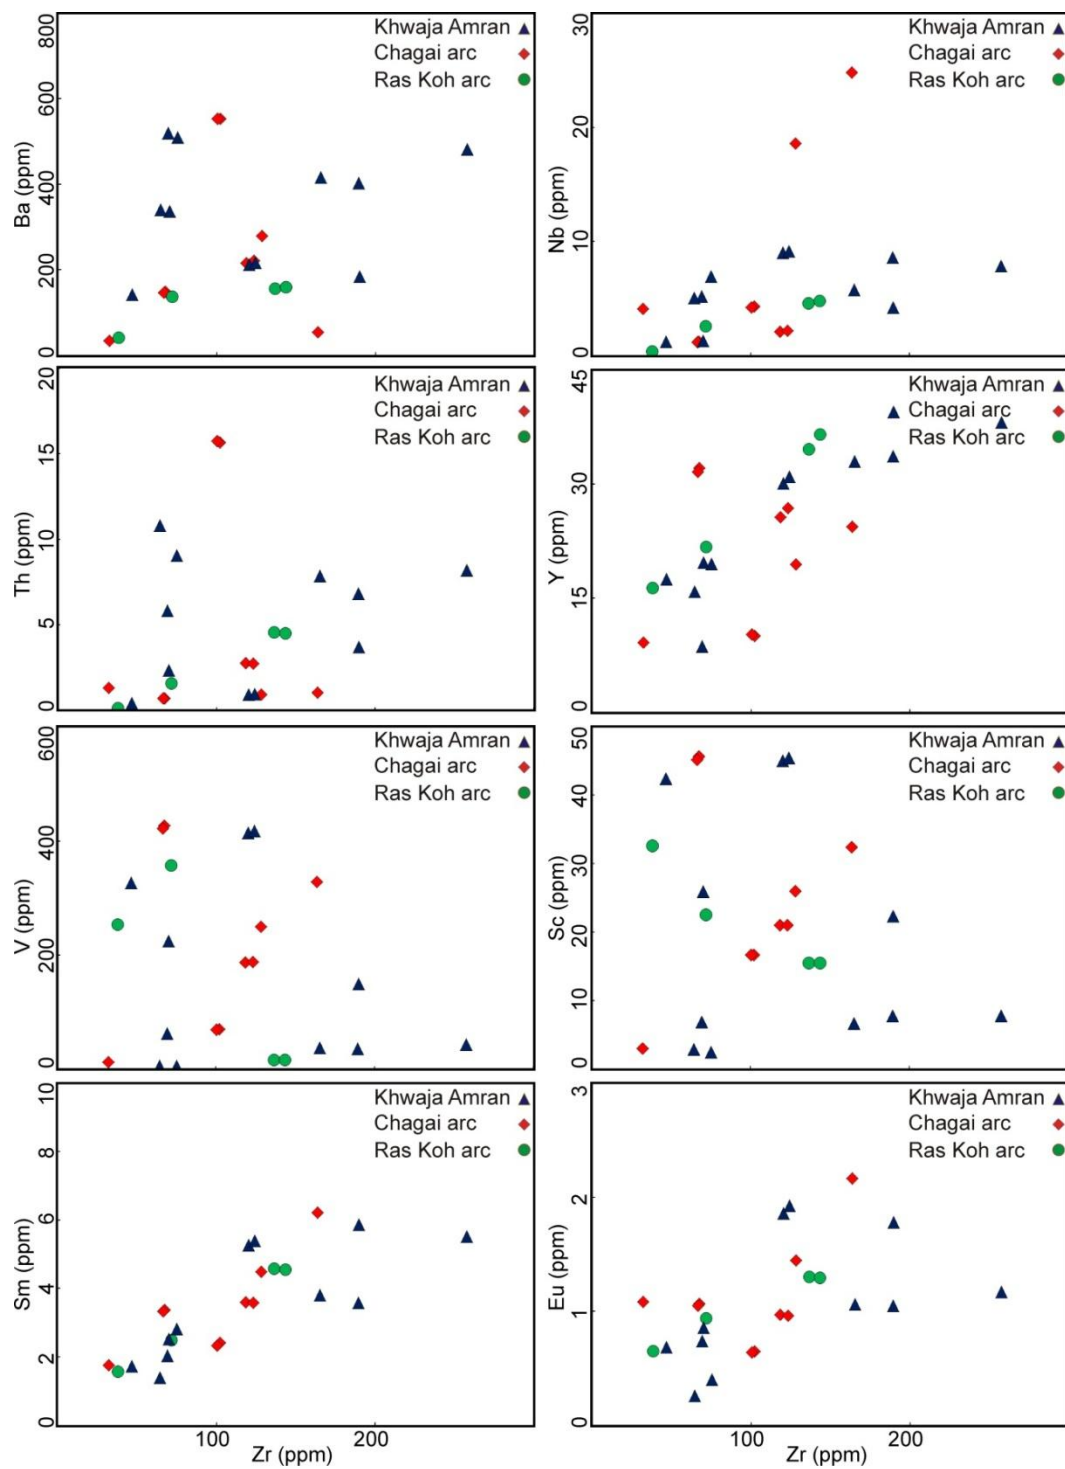 800
600
400
200
0
Ba (ppm)
Khwaja Amran
Chagai arc
Ras Koh arc
30
20
10
0
Nb (ppm)
Khwaja Amran
Chagai arc
Ras Koh arc
20
15
10
5
0
Th (ppm)
Khwaja Amran
Chagai arc
Ras Koh arc
45
30
15
0
Y (ppm)
Khwaja Amran
Chagai arc
Ras Koh arc
600
400
200
0
V (ppm)
Khwaja Amran
Chagai arc
Ras Koh arc
50
40
30
20
10
0
Sc (ppm)
Khwaja Amran
Chagai arc
Ras Koh arc
10
8
6
4
2
0
Sm (ppm)
Khwaja Amran
Chagai arc
Ras Koh arc
100
200
Zr (ppm)
3
2
1
0
Eu (ppm)
Khwaja Amran
Chagai arc
Ras Koh arc
100
200
Zr (ppm)